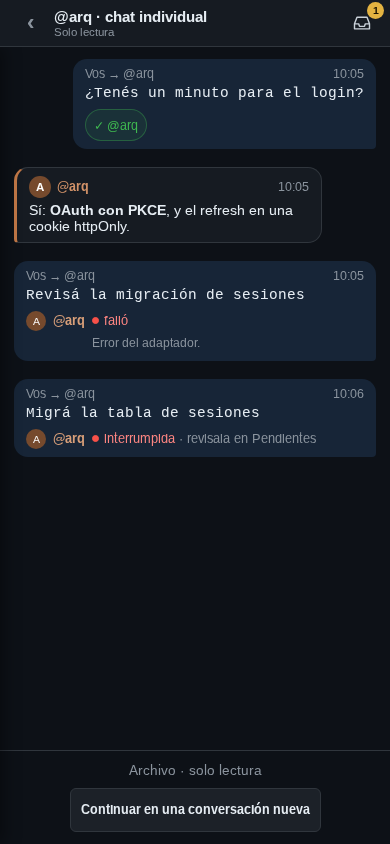 @arq · chat individual
1
Solo lectura
Vos → @arq 10:05
¿Tenés un minuto para el login?
✓ @arq
A @arq 10:05
Sí: OAuth con PKCE, y el refresh en una
cookie httpOnly.
Vos → @arq 10:05
Revisá la migración de sesiones
A @arq ● falló
Error del adaptador.
Vos → @arq 10:06
Migrá la tabla de sesiones
A @arq ● interrumpida · revisala en Pendientes
Archivo · solo lectura
Continuar en una conversación nueva